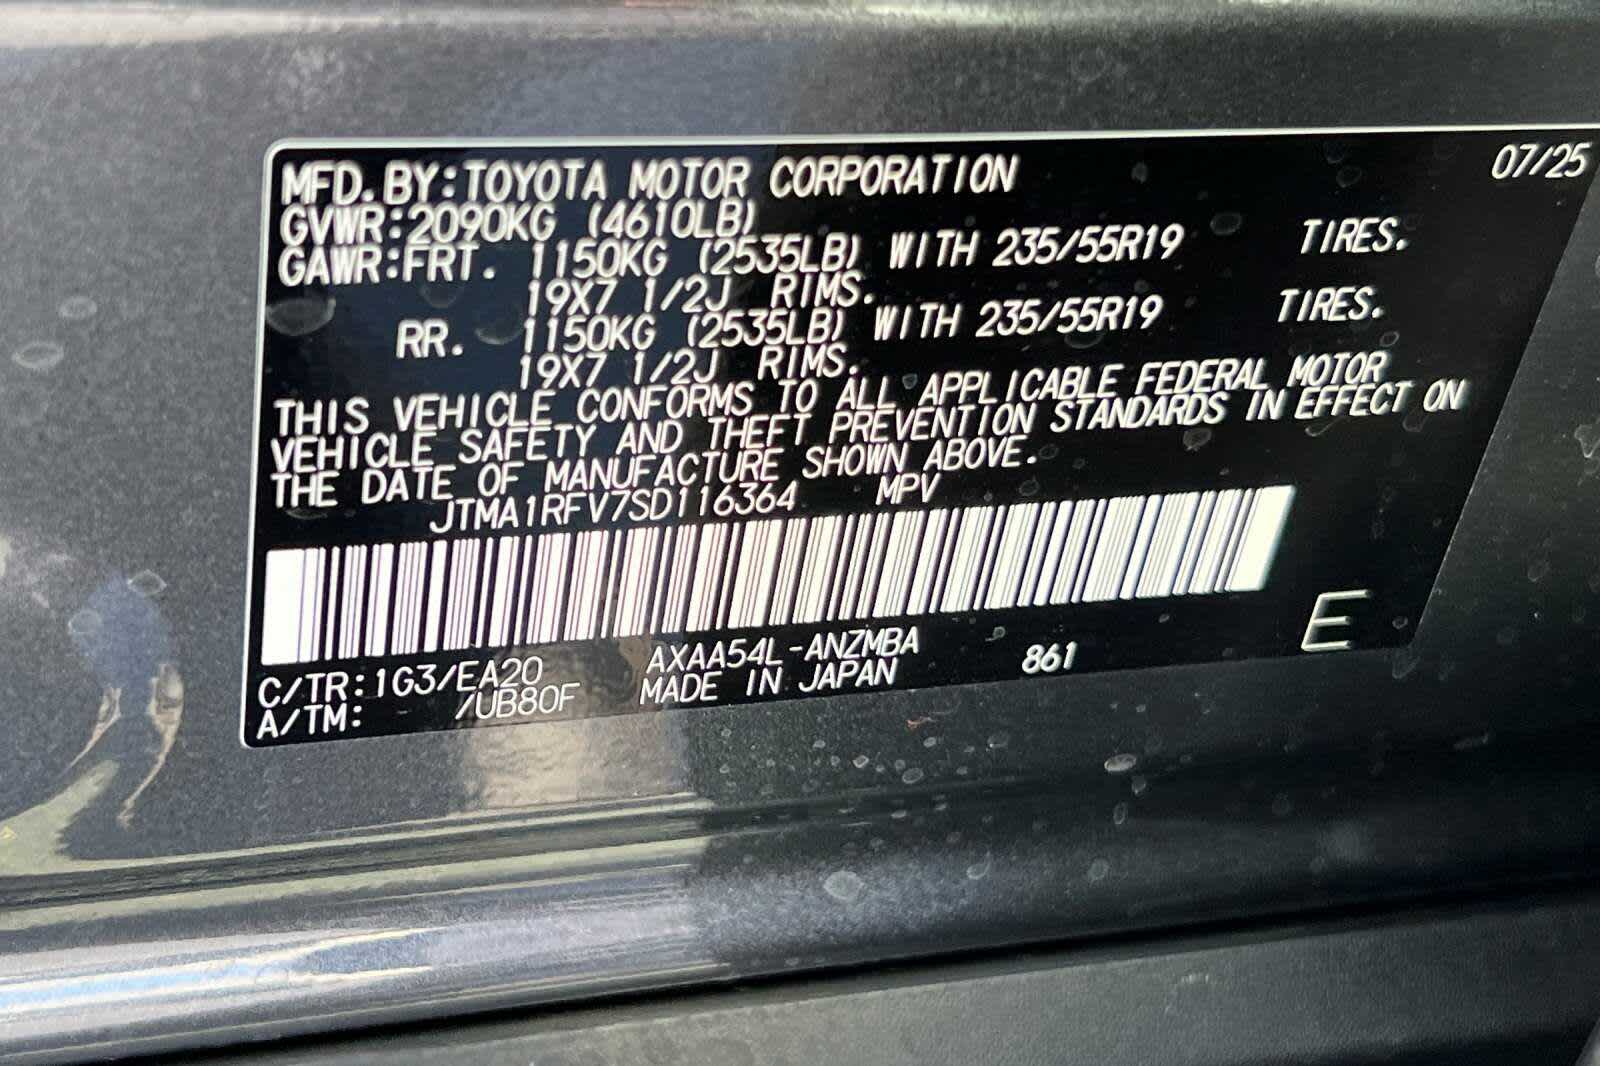 MFD.BY:TOYOTA MOTOR CORPORATION 07/25
GVWR:2090KG (4610LB)
GAWR:FRT. 1150KG (2535LB) WITH 235/55R19 TIRES.
19X7 1/2J RIMS.
RR. 1150KG (2535LB) WITH 235/55R19 TIRES.
19X7 1/2J RIMS.
THIS VEHICLE CONFORMS TO ALL APPLICABLE FEDERAL MOTOR
VEHICLE SAFETY AND THEFT PREVENTION STANDARDS IN EFFECT ON
THE DATE OF MANUFACTURE SHOWN ABOVE.
JTMA1RFV7SD116364 MPV
C/TR:1G3/EA20 AXAA54L-ANZMBA 861 E
A/TM: /UB80F MADE IN JAPAN